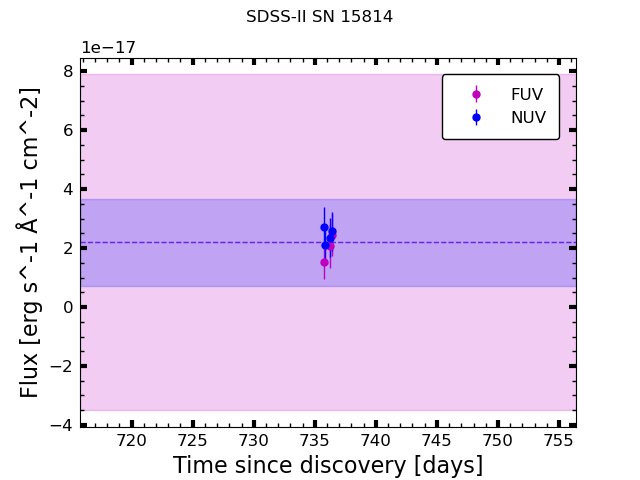 SDSS-II SN 15814
1e−17
8
6
4
2
0
−2
−4
Flux [erg s^-1 Å^-1 cm^-2]
FUV
NUV
720 725 730 735 740 745 750 755
Time since discovery [days]